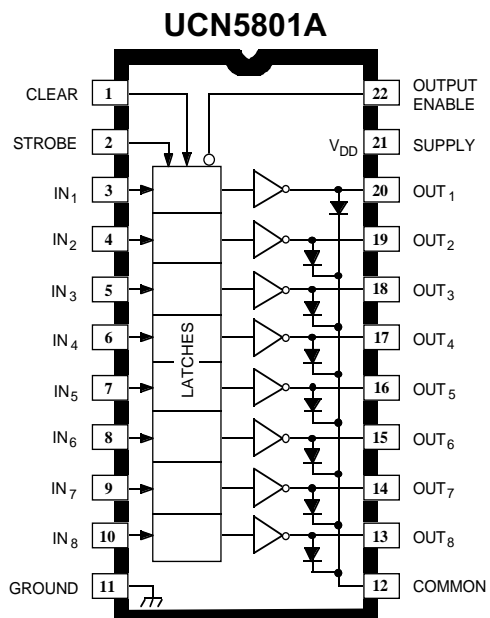 UCN5801A
CLEAR 1
22 OUTPUT ENABLE
STROBE 2
V_DD 21 SUPPLY
IN1 3
20 OUT1
IN2 4
19 OUT2
IN3 5
18 OUT3
IN4 6
17 OUT4
LATCHES
IN5 7
16 OUT5
IN6 8
15 OUT6
IN7 9
14 OUT7
IN8 10
13 OUT8
GROUND 11
12 COMMON